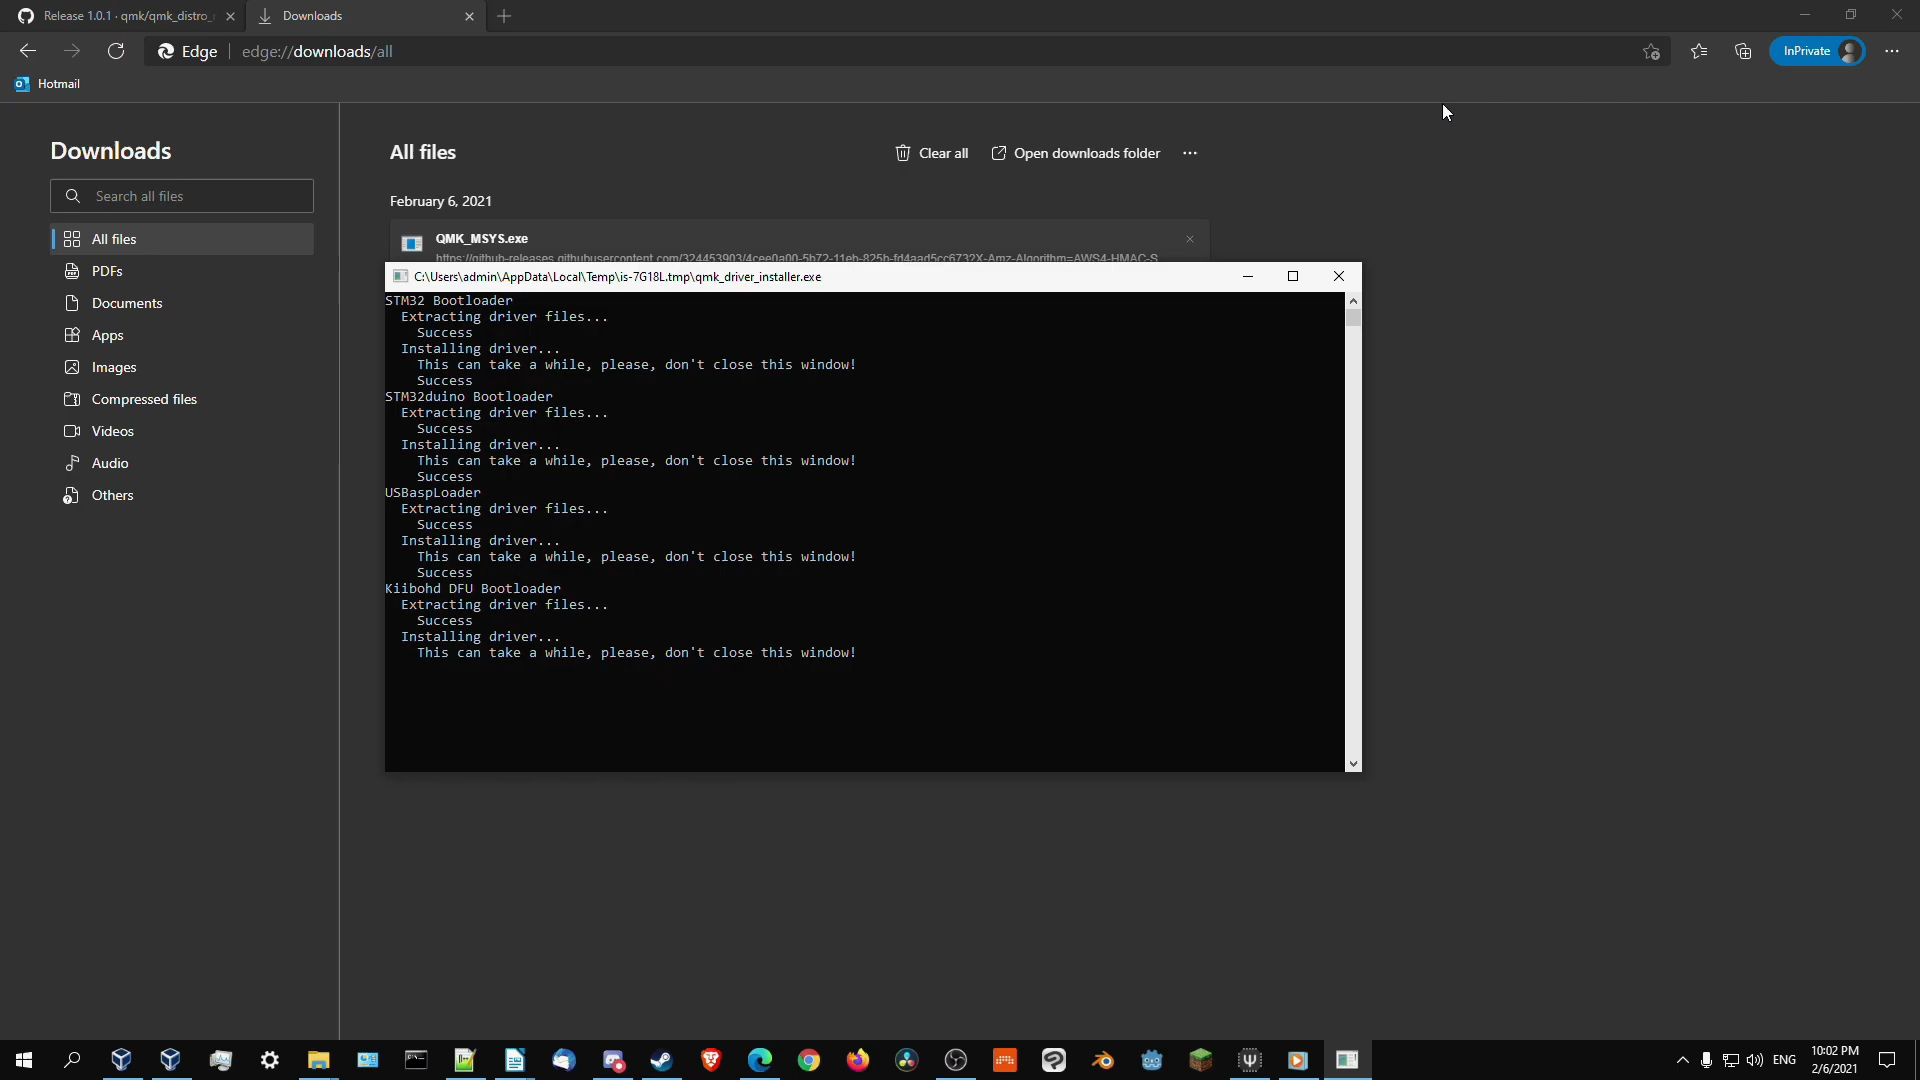 Release 1.0.1 · qmk/qmk_distro_
Downloads
Edge
edge://downloads/all
InPrivate
Hotmail
Downloads
Search all files
All files
PDFs
Documents
Apps
Images
Compressed files
Videos
Audio
Others
All files
Clear all
Open downloads folder
February 6, 2021
QMK_MSYS.exe
C:\Users\admin\AppData\Local\Temp\is-7G18L.tmp\qmk_driver_installer.exe
STM32 Bootloader
Extracting driver files...
Success
Installing driver...
This can take a while, please, don't close this window!
Success
STM32duino Bootloader
Extracting driver files...
Success
Installing driver...
This can take a while, please, don't close this window!
Success
USBaspLoader
Extracting driver files...
Success
Installing driver...
This can take a while, please, don't close this window!
Success
Kiibohd DFU Bootloader
Extracting driver files...
Success
Installing driver...
This can take a while, please, don't close this window!
ENG
10:02 PM
2/6/2021